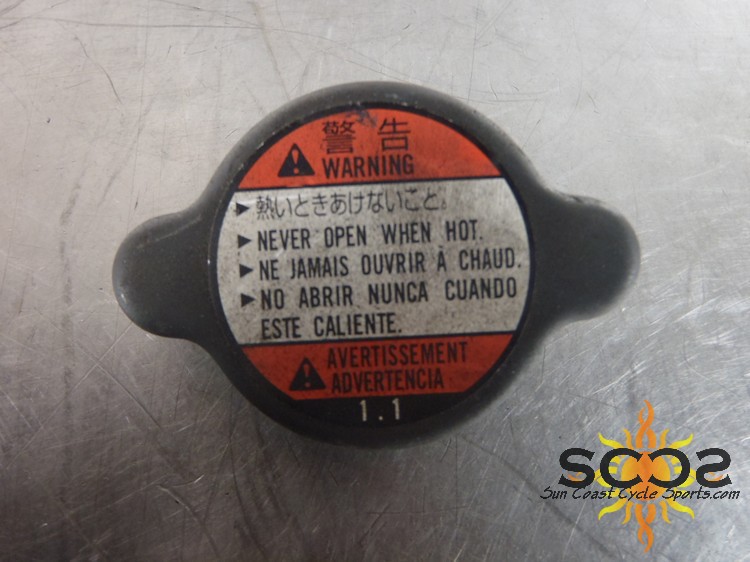 警告
WARNING
▶熱いときあけないこと。
▶NEVER OPEN WHEN HOT.
▶NE JAMAIS OUVRIR À CHAUD.
▶NO ABRIR NUNCA CUANDO
ESTE CALIENTE.
AVERTISSEMENT
ADVERTENCIA
1.1
SCCS
Sun Coast Cycle Sports.com